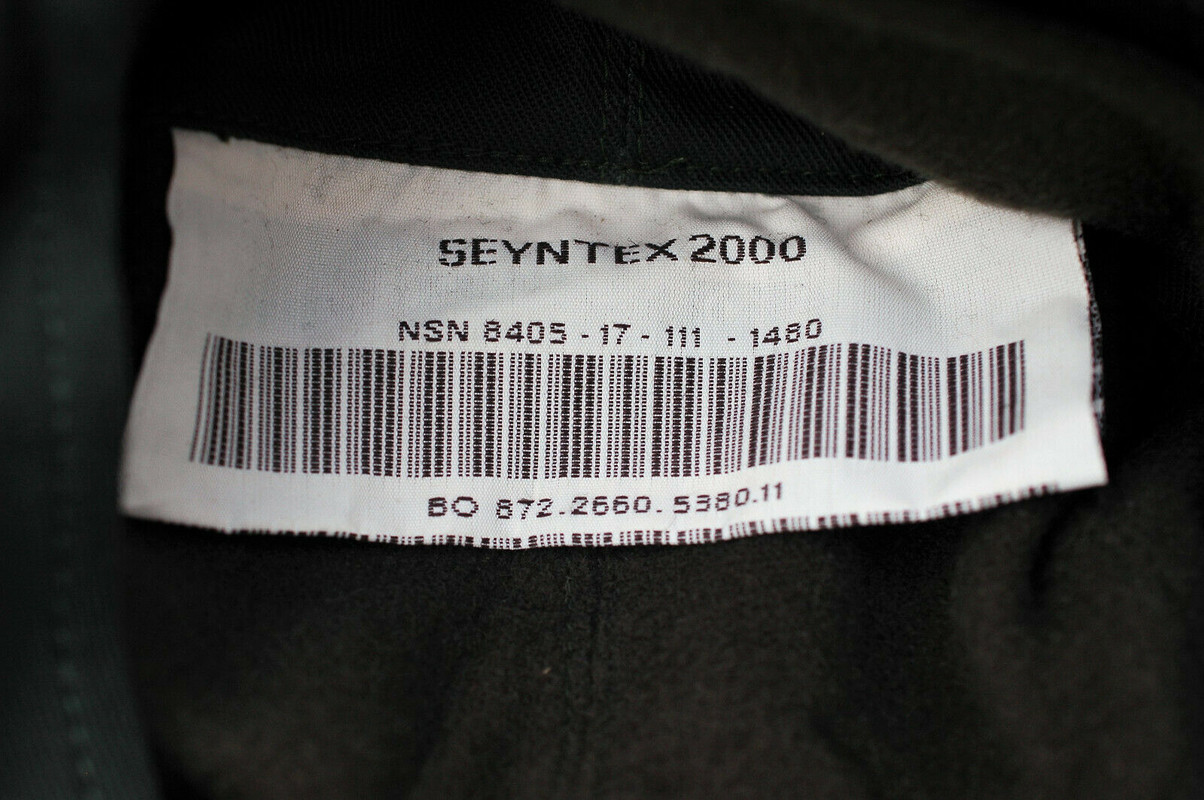 SEYNTEX 2000
NSN 8405 - 17 - 111 - 1480
BO 872.2660.5380.11